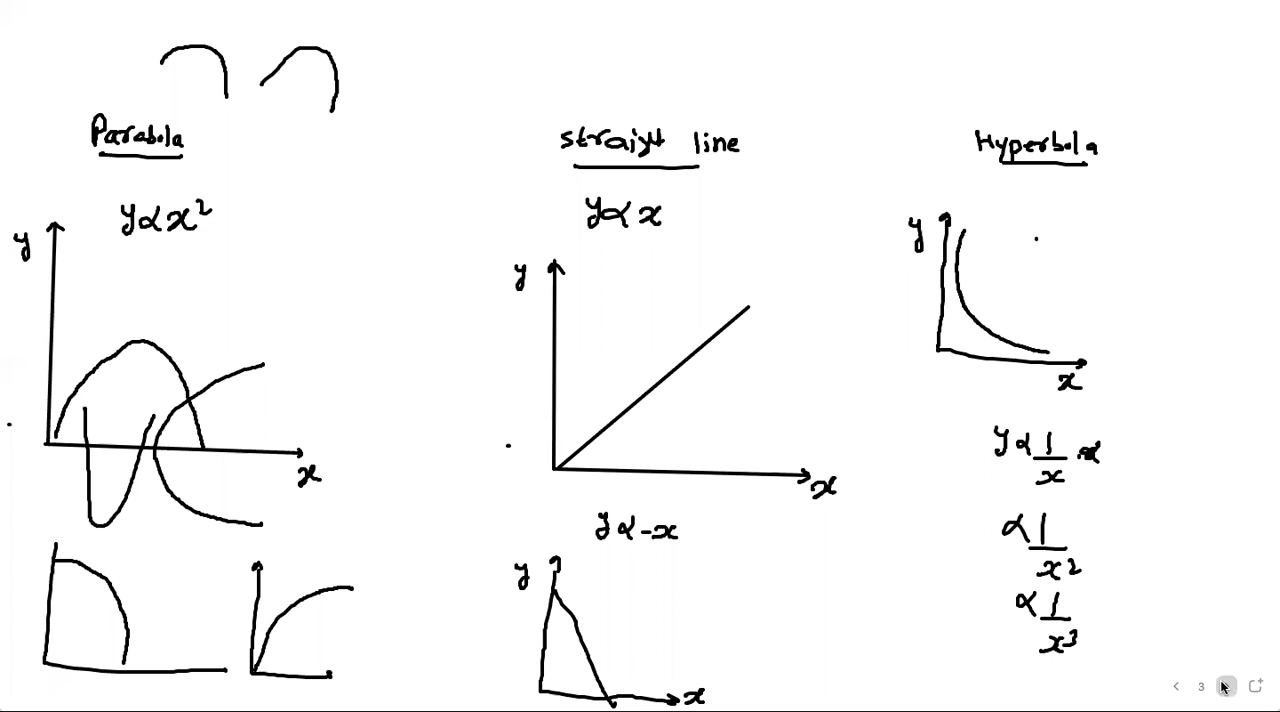 Parabola
y ∝ x²
y
x
straight line
y ∝ x
y
x
y ∝ -x
y
x
Hyperbola
y
x
y ∝ 1/x
∝ 1/x²
∝ 1/x³
3